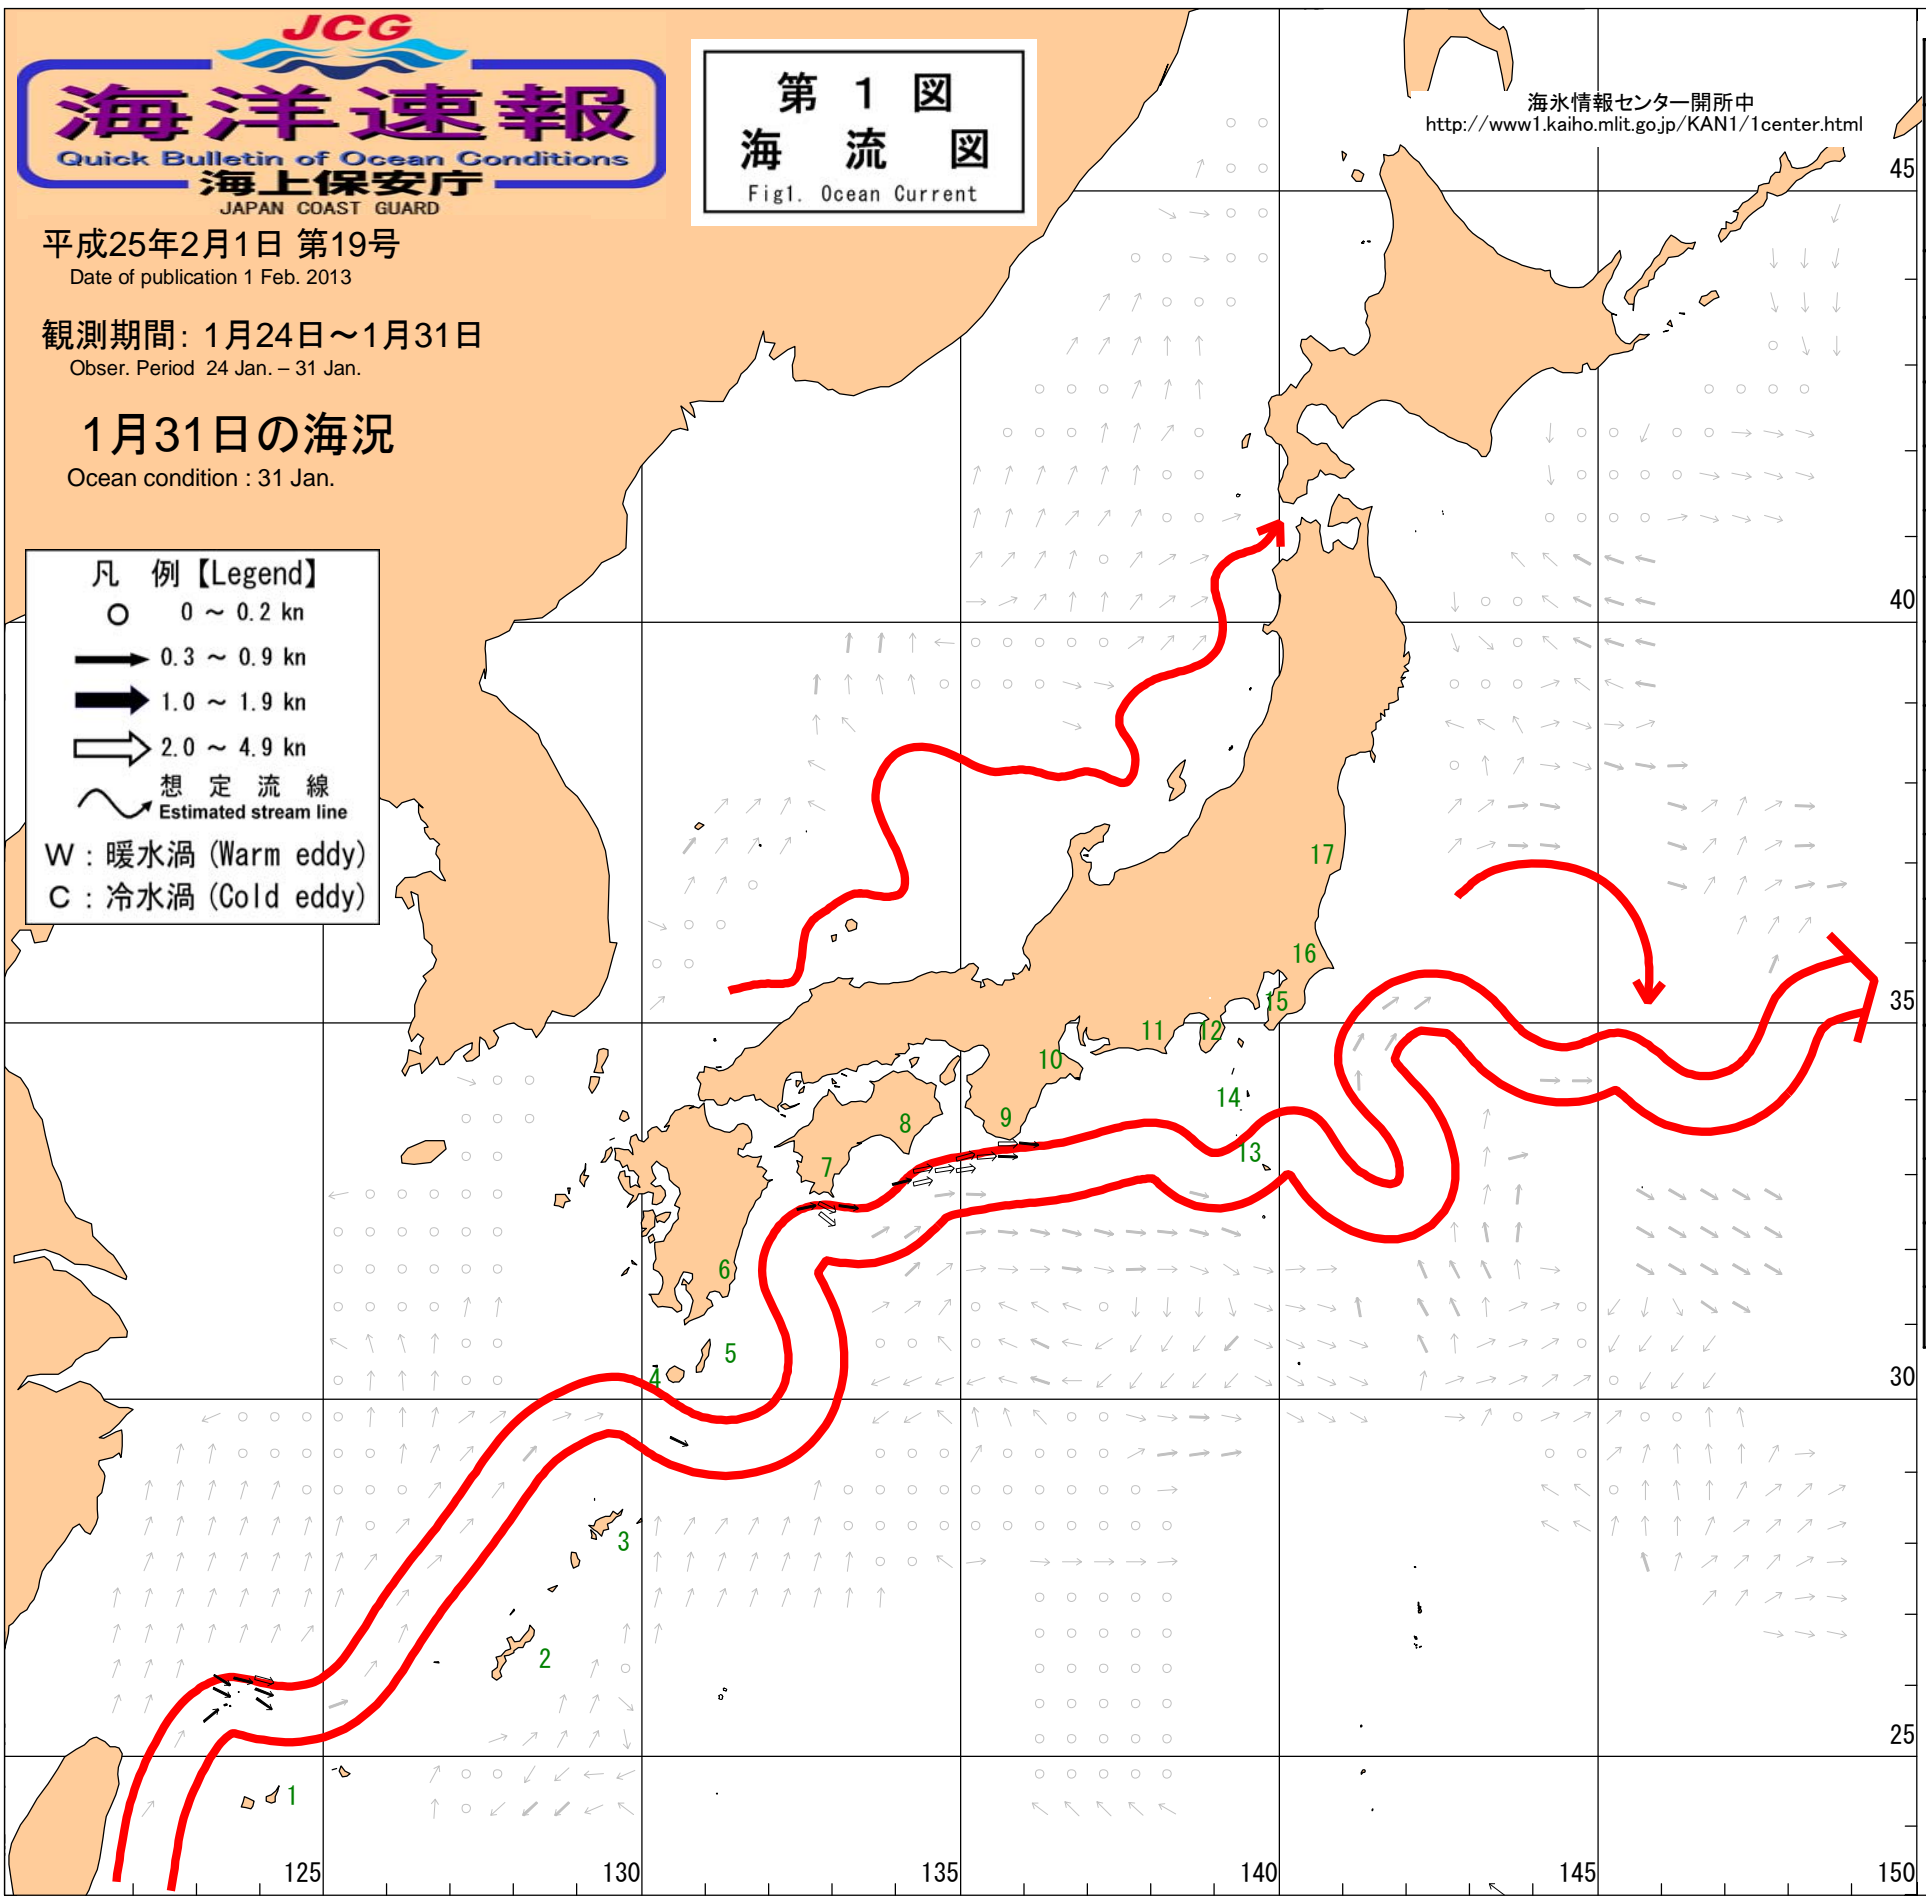 JCG
海洋速報
Quick Bulletin of Ocean Conditions
海上保安庁
JAPAN COAST GUARD
第 1 図
海 流 図
Fig1. Ocean Current
海氷情報センター開所中
http://www1.kaiho.mlit.go.jp/KAN1/1center.html
平成25年2月1日 第19号
Date of publication 1 Feb. 2013
観測期間: 1月24日～1月31日
Obser. Period 24 Jan. – 31 Jan.
1月31日の海況
Ocean condition : 31 Jan.
凡 例【Legend】
0 ～ 0.2 kn
0.3 ～ 0.9 kn
1.0 ～ 1.9 kn
2.0 ～ 4.9 kn
想 定 流 線
Estimated stream line
W : 暖水渦 (Warm eddy)
C : 冷水渦 (Cold eddy)
45
40
17
16
15
35
12
11
10
14
9
8
13
7
6
5
4
30
3
2
25
1
125
130
135
140
145
150